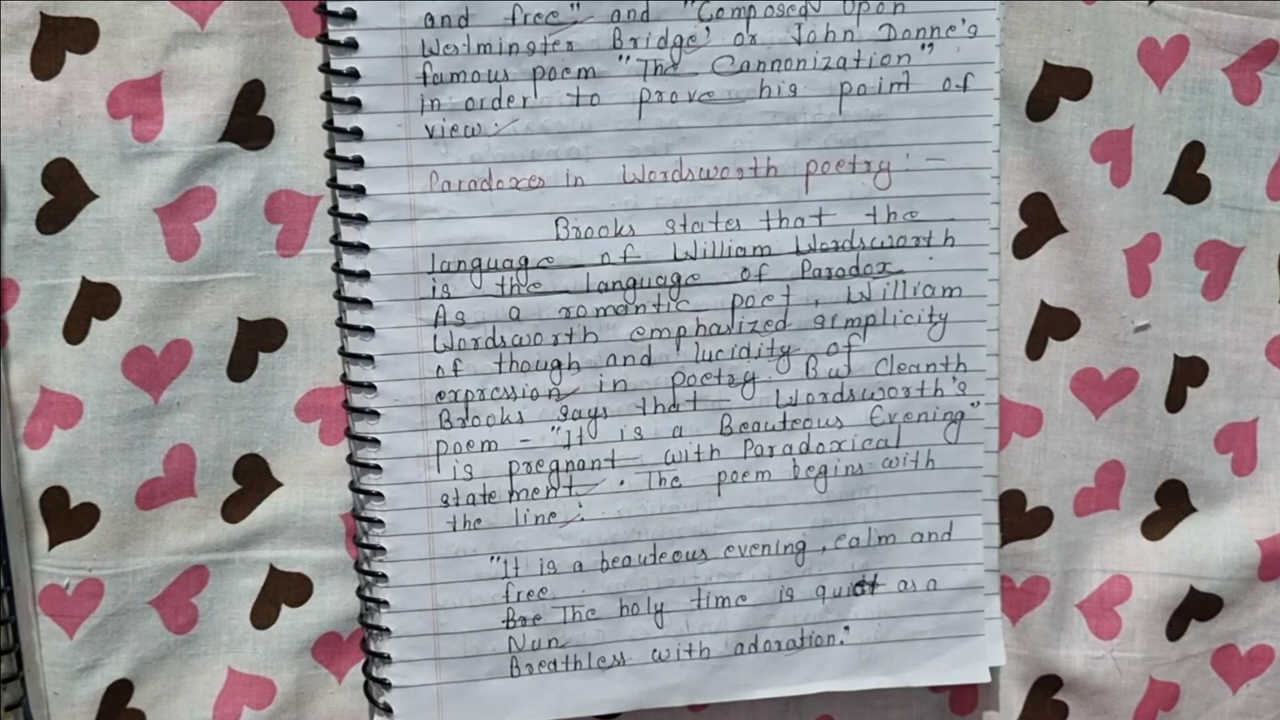 and free" and "Composed Upon
Westminster Bridge' or John Donne's
famous poem "The Cannonization"
in order to prove his point of
view.
Paradoxes in Wordsworth poetry : -
Brooks states that the
language of William Wordsworth
is the language of Paradox.
As a romantic poet, William
Wordsworth emphasized simplicity
of though and lucidity of
expression in poetry. But Cleanth
Brooks says that Wordsworth's
poem - "It is a Beauteous Evening"
is pregnant with Paradoxical
statement. The poem begins with
the line :
"It is a beauteous evening, calm and
free
The holy time is quiet as a
Nun
Breathless with adoration."